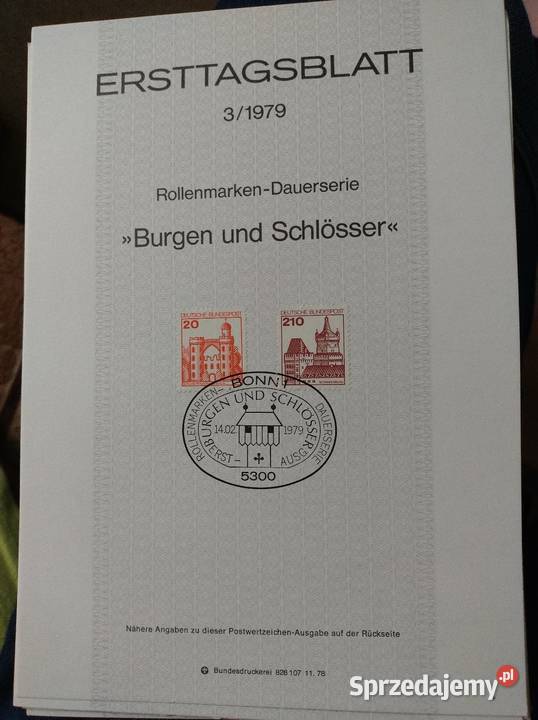 ERSTTAGSBLATT
3/1979
Rollenmarken-Dauerserie
»Burgen und Schlösser«
DEUTSCHE BUNDESPOST
20
DEUTSCHE BUNDESPOST
210
BONN 1
ROLLENMARKEN-
DAUERSERIE
BURGEN UND SCHLÖSSER
14.02.
1979
ERST-
AUSG
5300
Nähere Angaben zu dieser Postwertzeichen-Ausgabe auf der Rückseite
Bundesdruckerei 826107 11.78
Sprzedajemy.pl